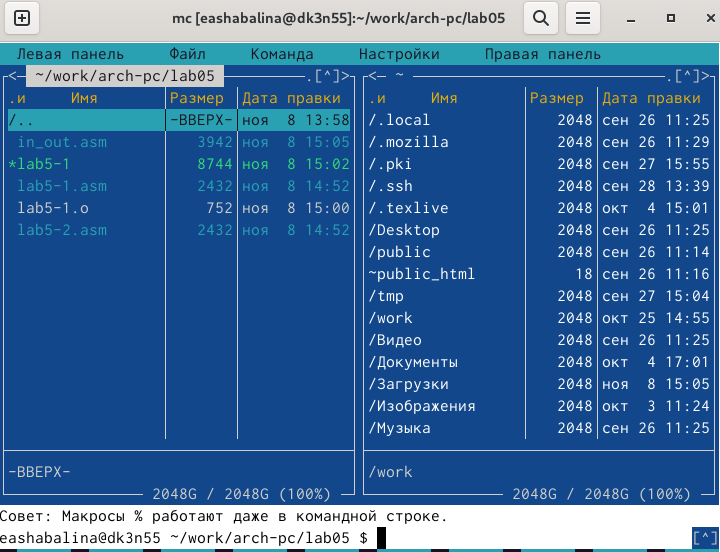 mc [eashabalina@dk3n55]:~/work/arch-pc/lab05
Левая панель Файл Команда Настройки Правая панель
<— ~/work/arch-pc/lab05 .[^]> <— ~ .[^]>
.и Имя Размер Дата правки .и Имя Размер Дата правки
/.. -ВВЕРХ- ноя 8 13:58 /.local 2048 сен 26 11:25
in_out.asm 3942 ноя 8 15:05 /.mozilla 2048 сен 26 11:29
*lab5-1 8744 ноя 8 15:02 /.pki 2048 сен 27 15:55
lab5-1.asm 2432 ноя 8 14:52 /.ssh 2048 сен 28 13:39
lab5-1.o 752 ноя 8 15:00 /.texlive 2048 окт 4 15:01
lab5-2.asm 2432 ноя 8 14:52 /Desktop 2048 сен 26 11:25
/public 2048 сен 26 11:14
~public_html 18 сен 26 11:16
/tmp 2048 сен 27 15:04
/work 2048 окт 25 14:55
/Видео 2048 сен 26 11:25
/Документы 2048 окт 4 17:01
/Загрузки 2048 ноя 8 15:05
/Изображения 2048 окт 3 11:24
/Музыка 2048 сен 26 11:25
-ВВЕРХ- /work
2048G / 2048G (100%) 2048G / 2048G (100%)
Совет: Макросы % работают даже в командной строке.
eashabalina@dk3n55 ~/work/arch-pc/lab05 $ [^]